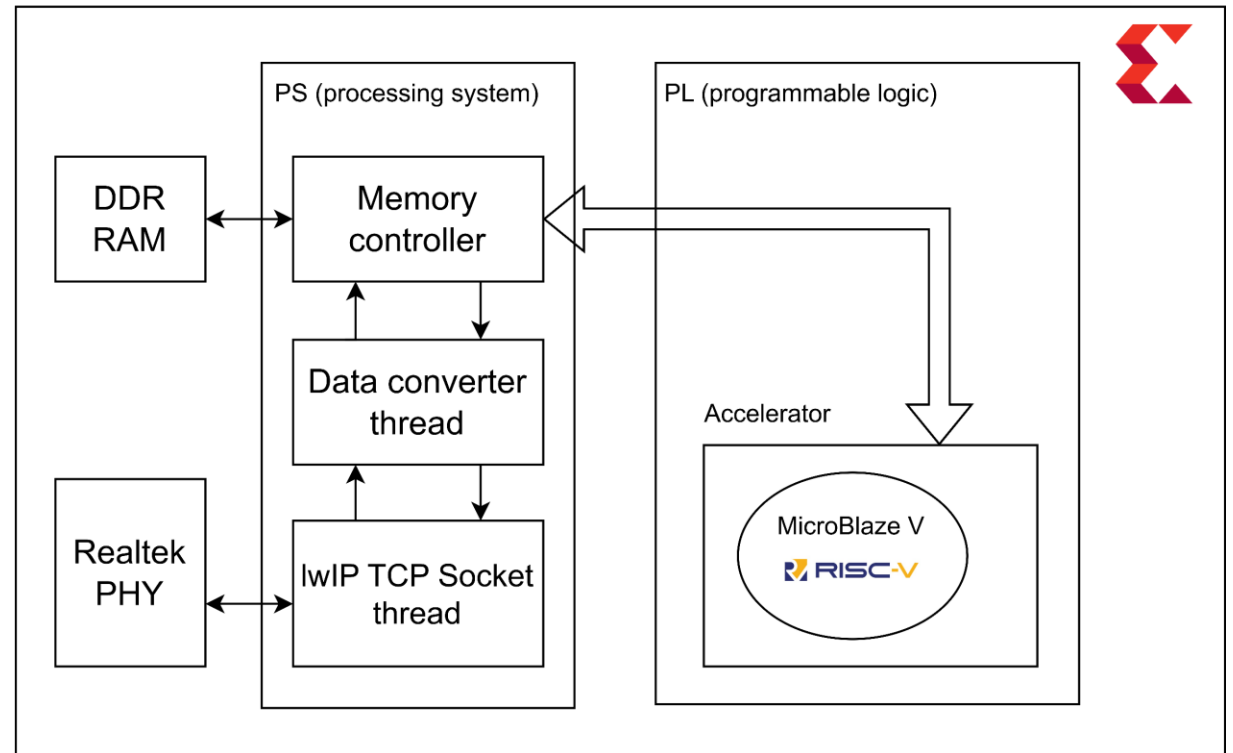 PS (processing system)
PL (programmable logic)
DDR
RAM
Memory
controller
Data converter
thread
Accelerator
Realtek
PHY
lwIP TCP Socket
thread
MicroBlaze V
RISC-V